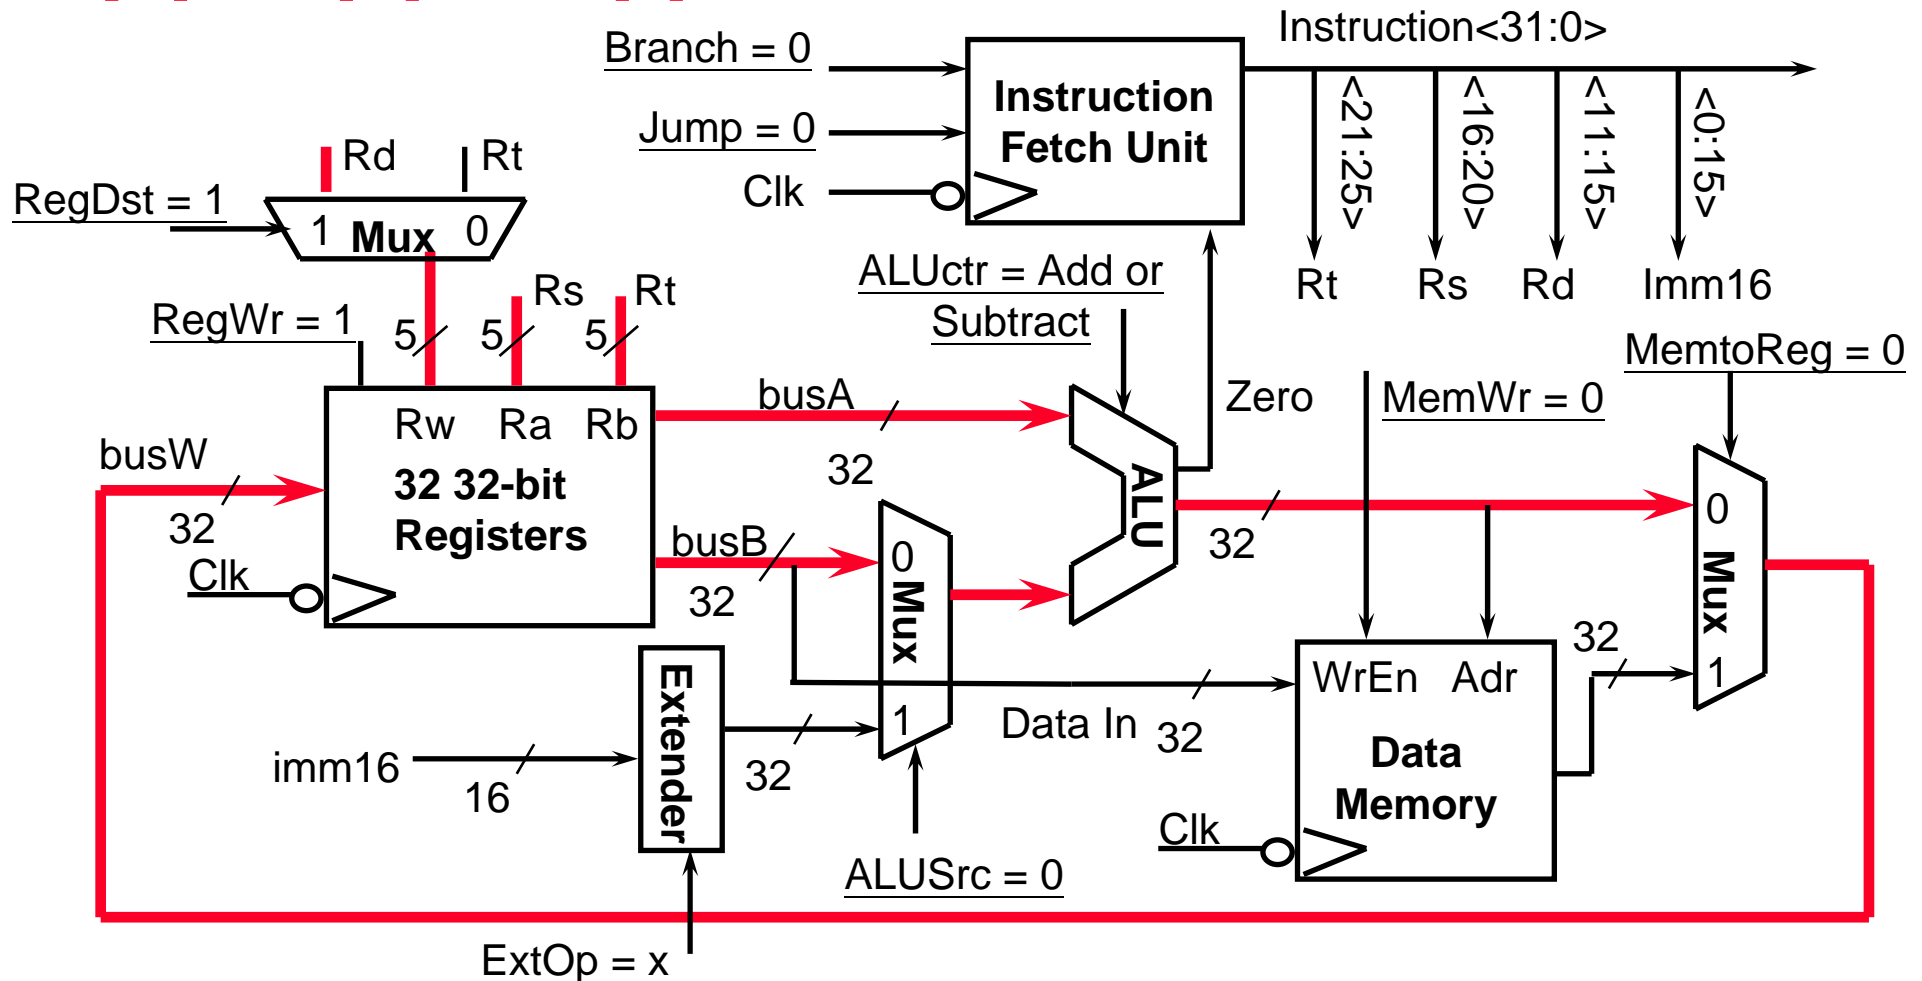 Instruction<31:0>
Branch = 0
Jump = 0
Clk
Instruction
Fetch Unit
<21:25>
<16:20>
<11:15>
<0:15>
Rt
Rs
Rd
Imm16
Rd
Rt
RegDst = 1
1 Mux 0
RegWr = 1
5
5
Rs
5
Rt
ALUctr = Add or
Subtract
MemtoReg = 0
Zero
MemWr = 0
busA
32
Rw Ra Rb
32 32-bit
Registers
busW
32
Clk
busB
32
0
Mux
1
ALU
32
0
Mux
1
32
WrEn Adr
Data
Memory
Data In
32
Clk
Extender
imm16
16
32
ALUSrc = 0
ExtOp = x